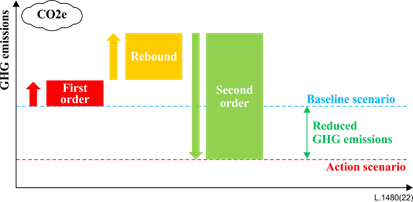 CO2e
GHG emissions
First
order
Rebound
Second
order
Baseline scenario
Reduced
GHG emissions
Action scenario
L.1480(22)